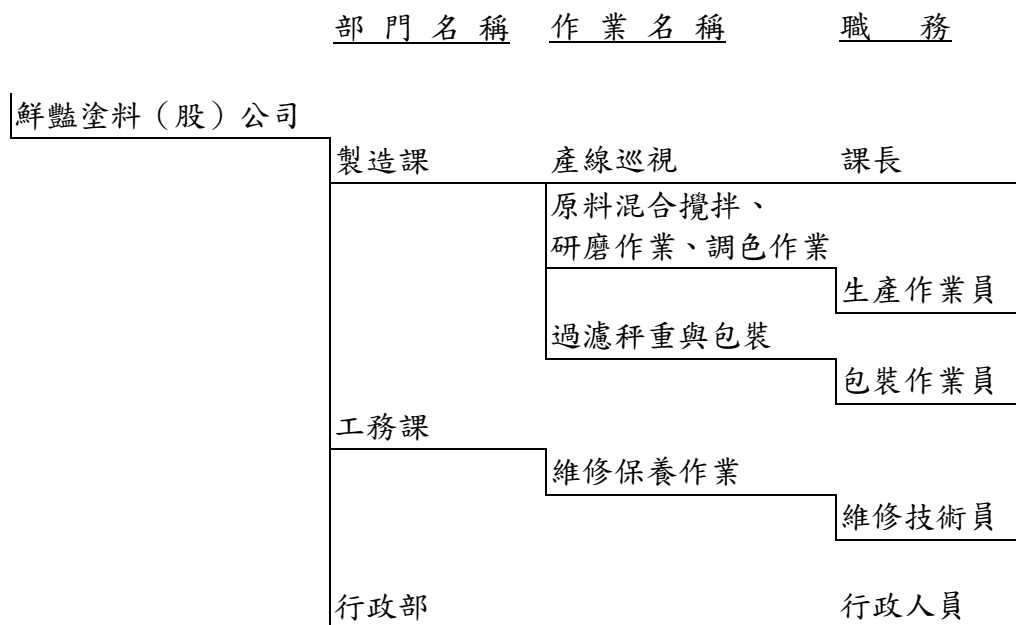 部門名稱 作業名稱 職務
鮮豔塗料（股）公司
製造課 產線巡視 課長
原料混合攪拌、
研磨作業、調色作業
生產作業員
過濾秤重與包裝
包裝作業員
工務課
維修保養作業
維修技術員
行政部 行政人員